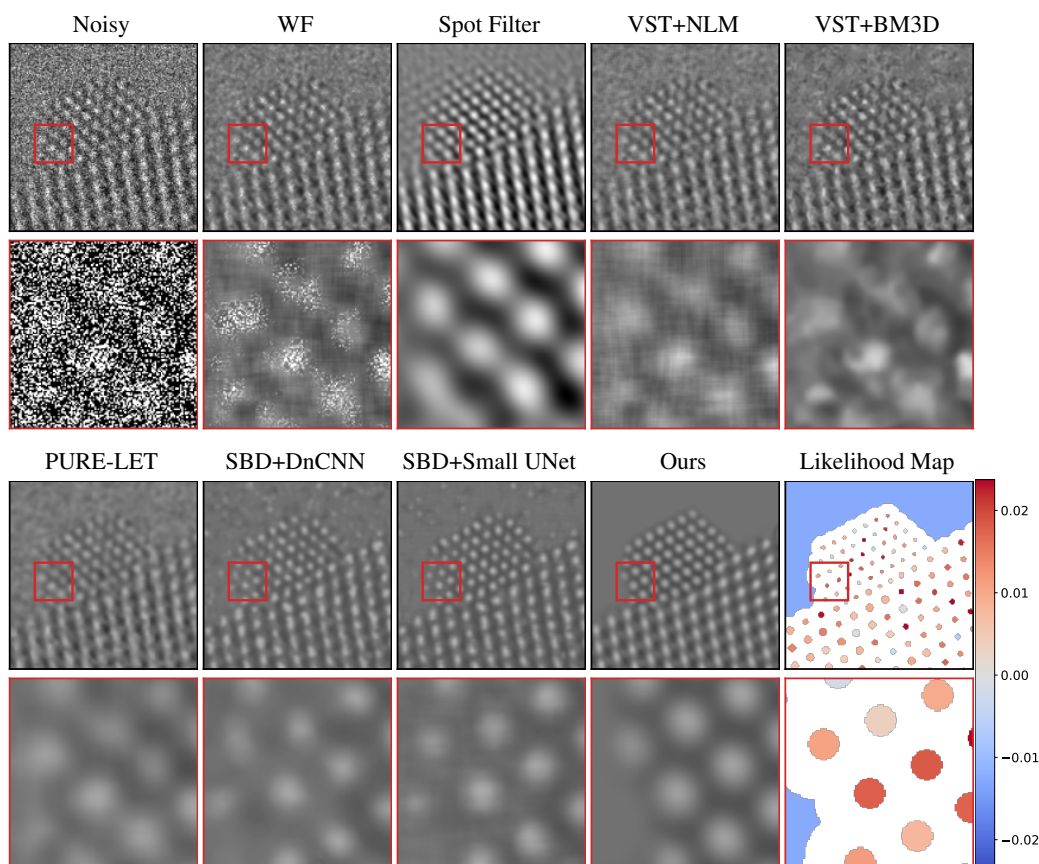 Noisy WF Spot Filter VST+NLM VST+BM3D
PURE-LET SBD+DnCNN SBD+Small UNet Ours Likelihood Map
0.02
0.01
0.00
−0.01
−0.02